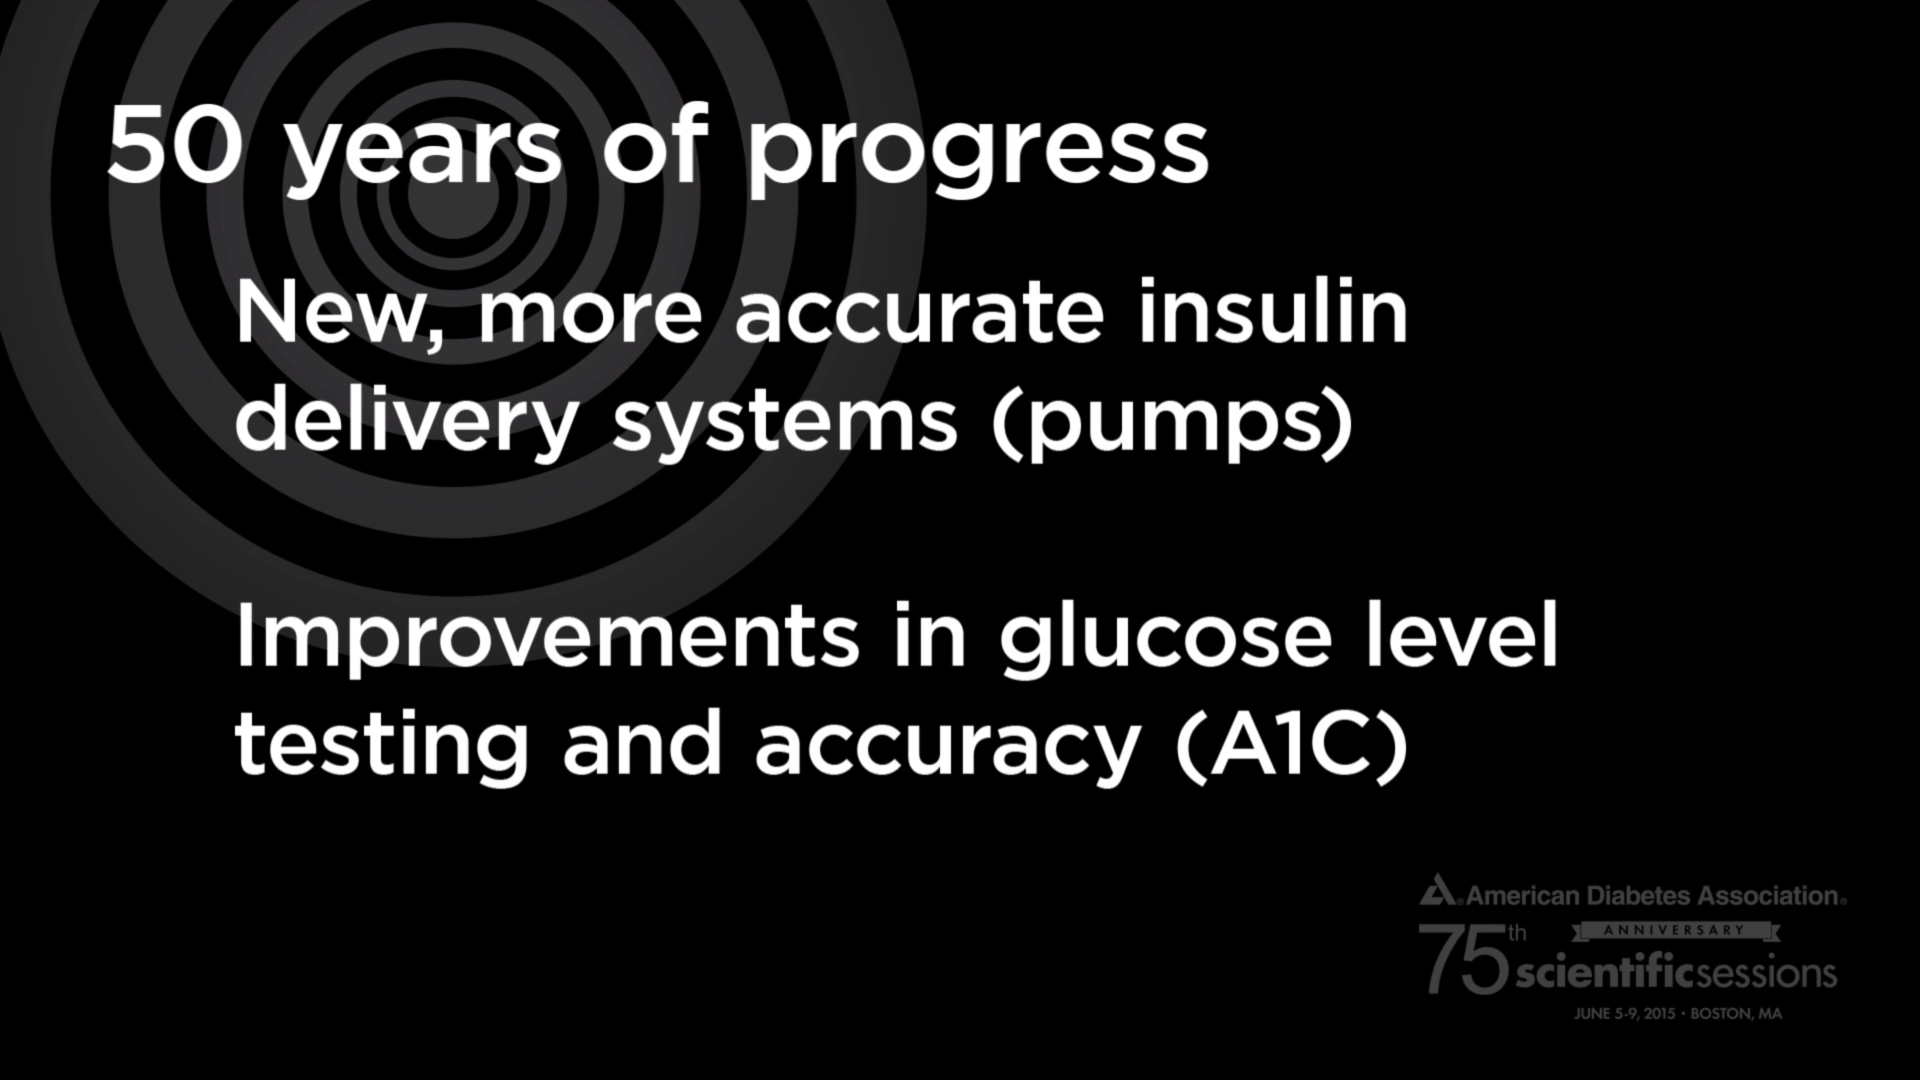 50 years of progress
New, more accurate insulin
delivery systems (pumps)
Improvements in glucose level
testing and accuracy (A1C)
American Diabetes Association®
75th ANNIVERSARY
scientificsessions
JUNE 5-9, 2015 • BOSTON, MA